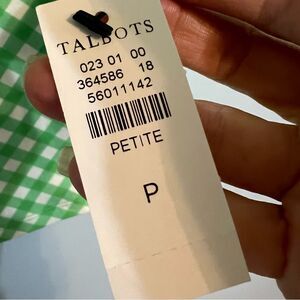 TALBOTS
023 01 00
364586 18
56011142
PETITE
P